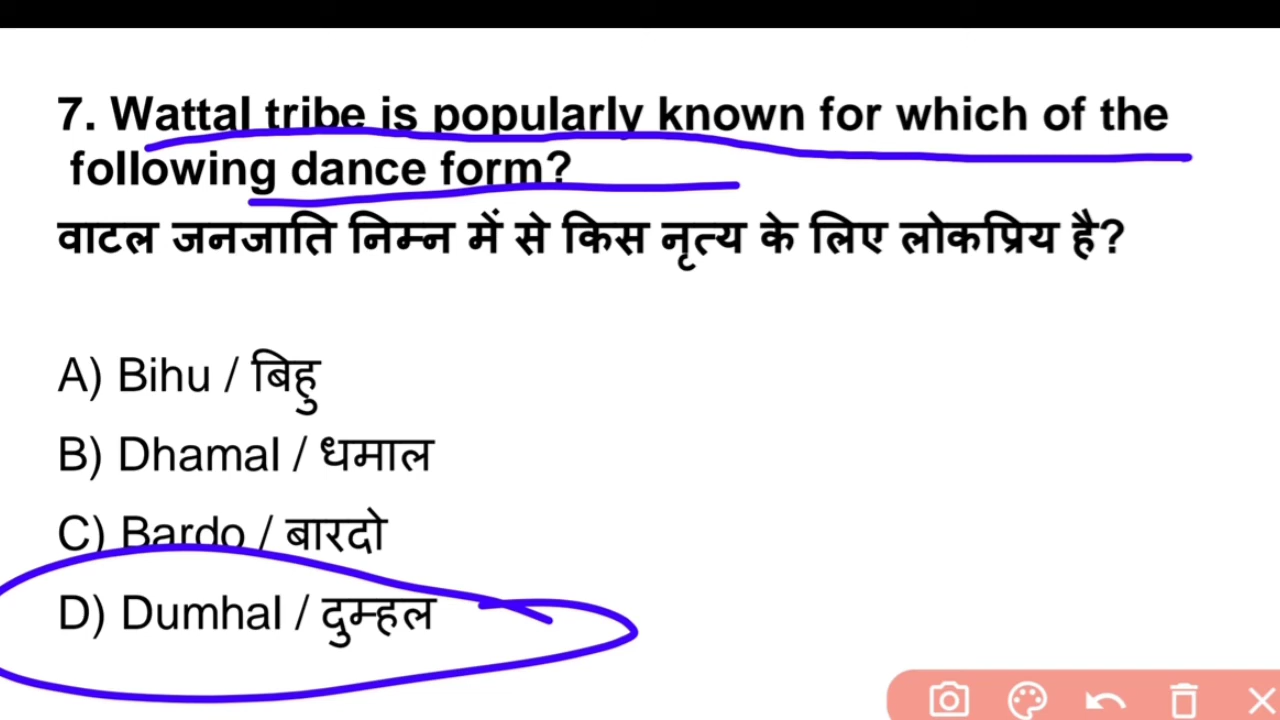 7. Wattal tribe is popularly known for which of the
following dance form?
वाटल जनजाति निम्न में से किस नृत्य के लिए लोकप्रिय है?
A) Bihu / बिहु
B) Dhamal / धमाल
C) Bardo / बारदो
D) Dumhal / दुम्हल